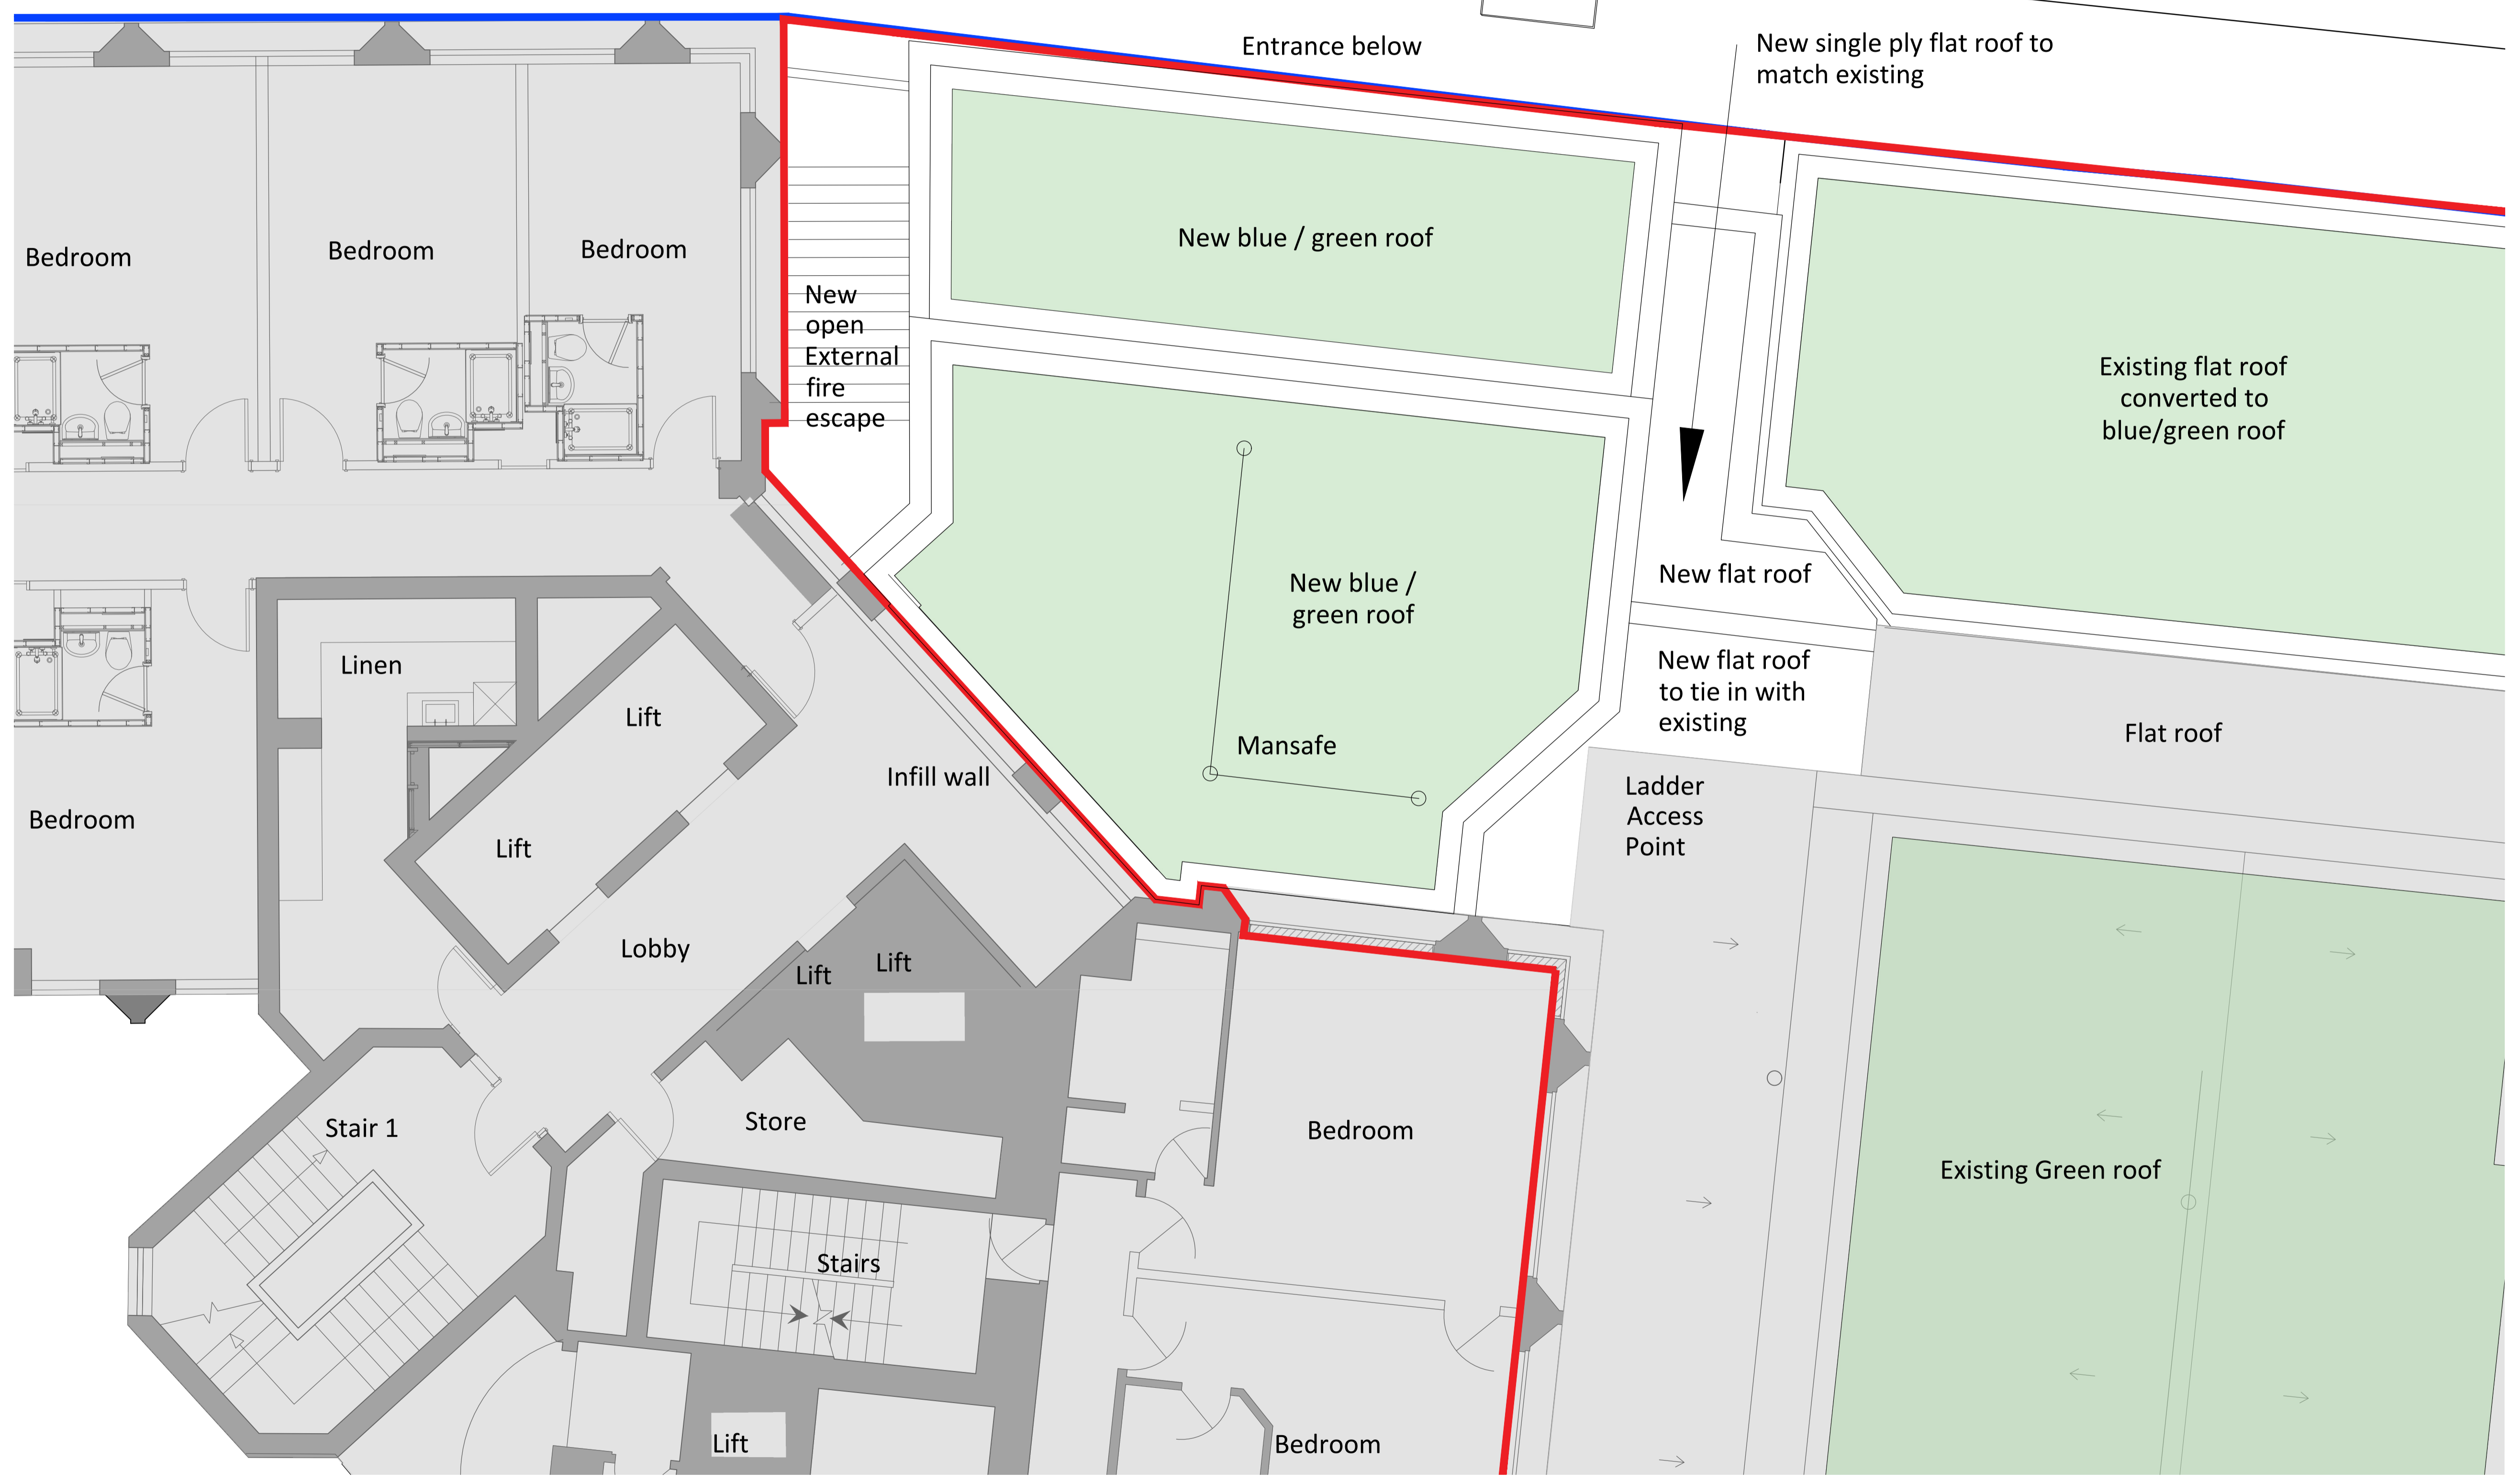 Entrance below
New single ply flat roof to
match existing
Bedroom
Bedroom
Bedroom
New blue / green roof
New
open
External
fire
escape
Existing flat roof
converted to
blue/green roof
New blue /
green roof
New flat roof
Linen
Lift
New flat roof
to tie in with
existing
Mansafe
Flat roof
Infill wall
Ladder
Access
Point
Bedroom
Lift
Lobby
Lift
Lift
Stair 1
Store
Bedroom
Existing Green roof
Stairs
Lift
Bedroom